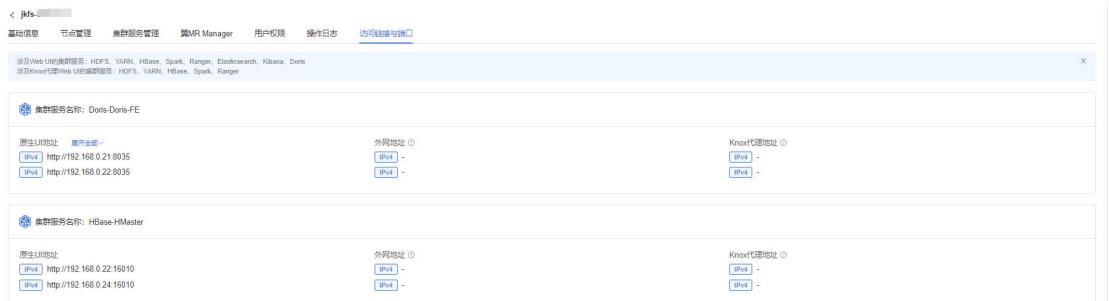 < jkfs-
基础信息 节点管理 集群服务管理 翼MR Manager 用户权限 操作日志 访问链接与端口
涉及Web UI的集群服务：HDFS、YARN、HBase、Spark、Ranger、Elasticsearch、Kibana、Doris
涉及Knox代理Web UI的集群服务：HDFS、YARN、HBase、Spark、Ranger
集群服务名称：Doris-Doris-FE
原生UI地址 展开全部 外网地址 Knox代理地址
IPv4 http://192.168.0.21:8035 IPv4 - IPv4 -
IPv4 http://192.168.0.22:8035 IPv4 - IPv4 -
集群服务名称：HBase-HMaster
原生UI地址 外网地址 Knox代理地址
IPv4 http://192.168.0.22:16010 IPv4 - IPv4 -
IPv4 http://192.168.0.24:16010 IPv4 - IPv4 -